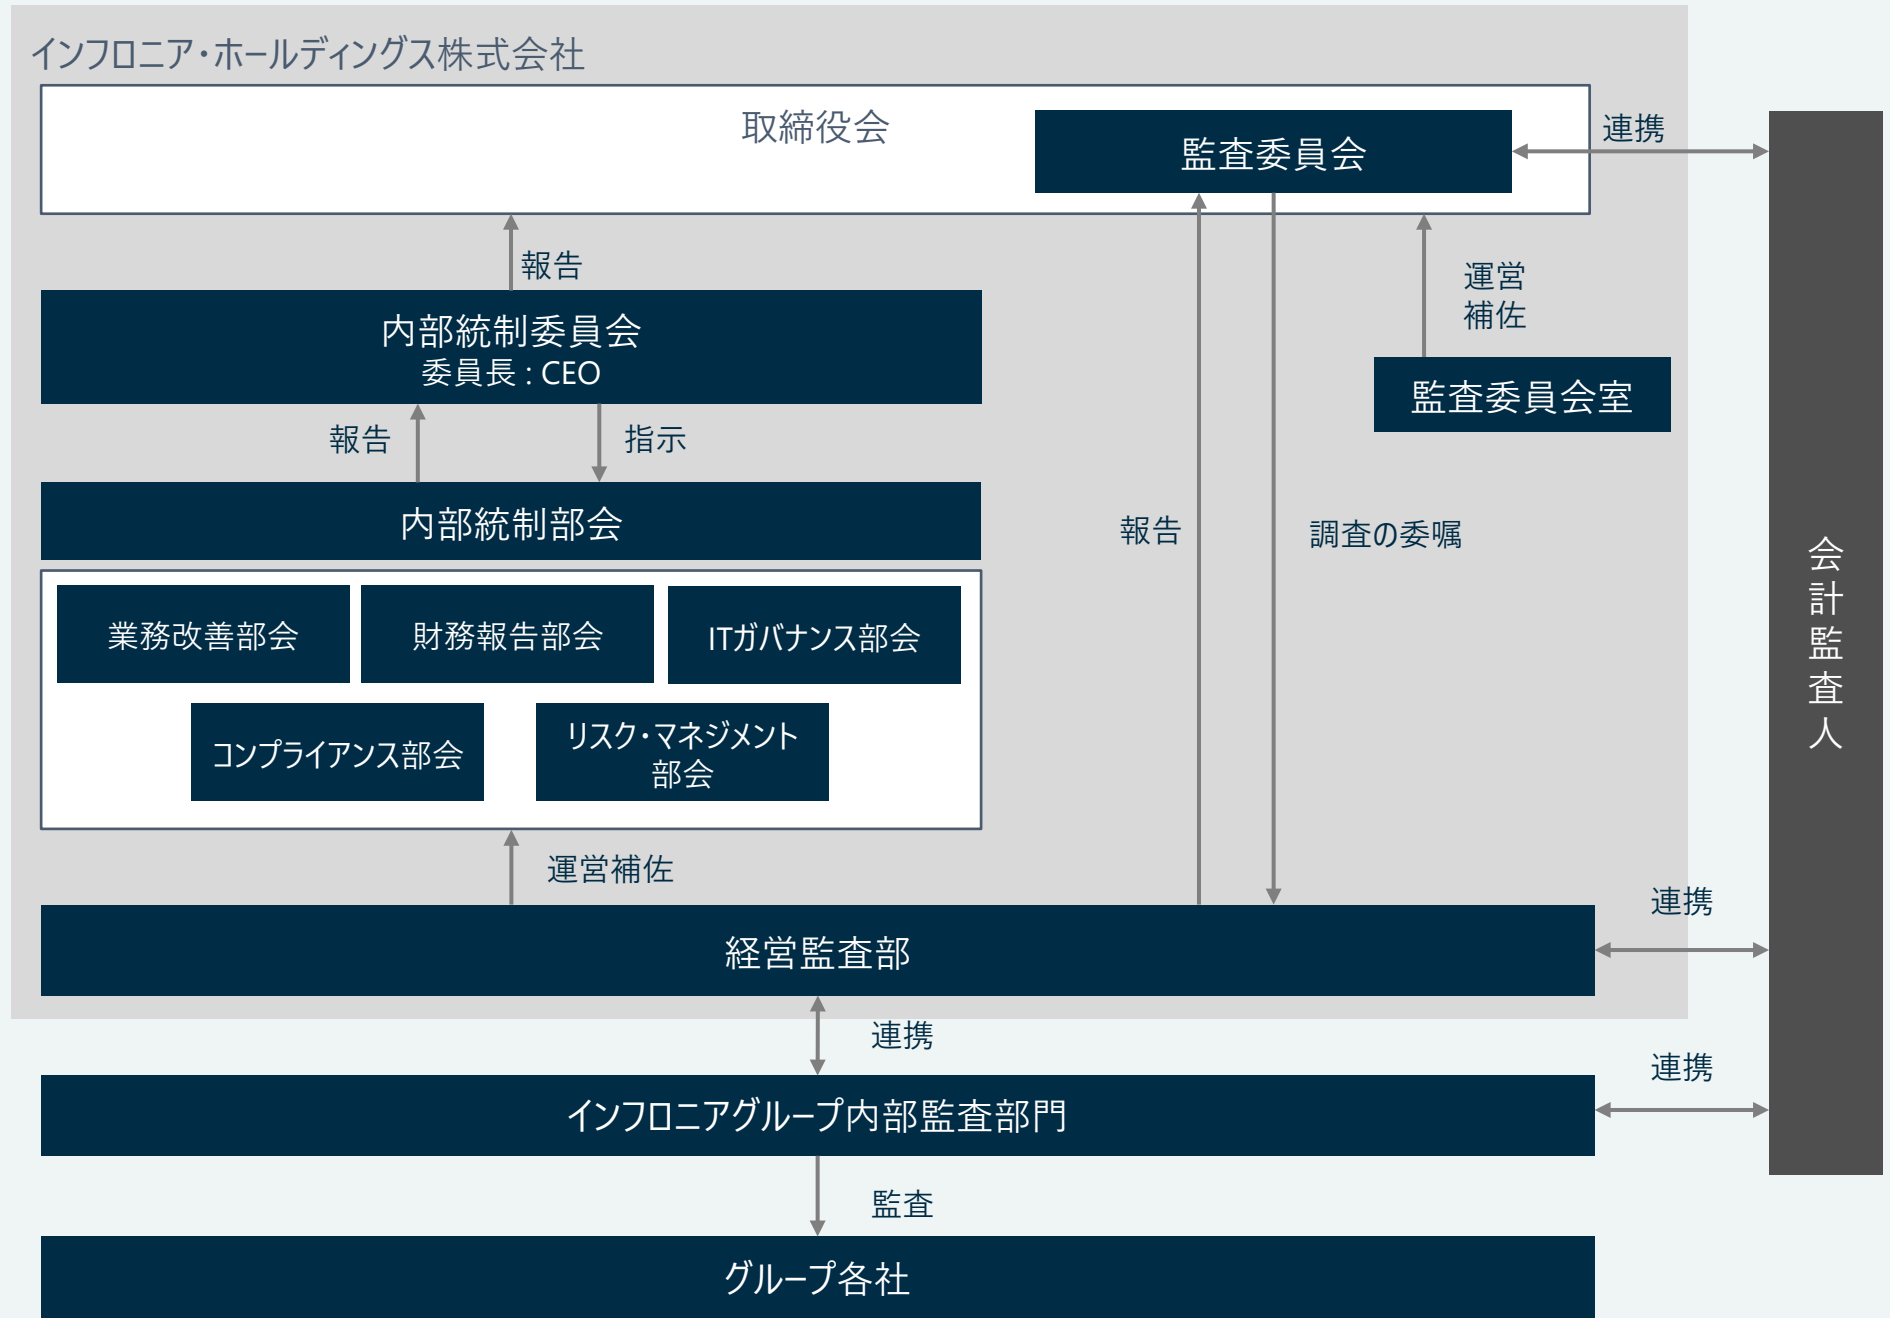 インフロニア・ホールディングス株式会社
取締役会
監査委員会
連携
報告
運営
補佐
内部統制委員会
委員長 : CEO
監査委員会室
報告
指示
内部統制部会
報告
調査の委嘱
会計監査人
業務改善部会
財務報告部会
ITガバナンス部会
コンプライアンス部会
リスク・マネジメント
部会
運営補佐
経営監査部
連携
連携
インフロニアグループ内部監査部門
連携
監査
グループ各社